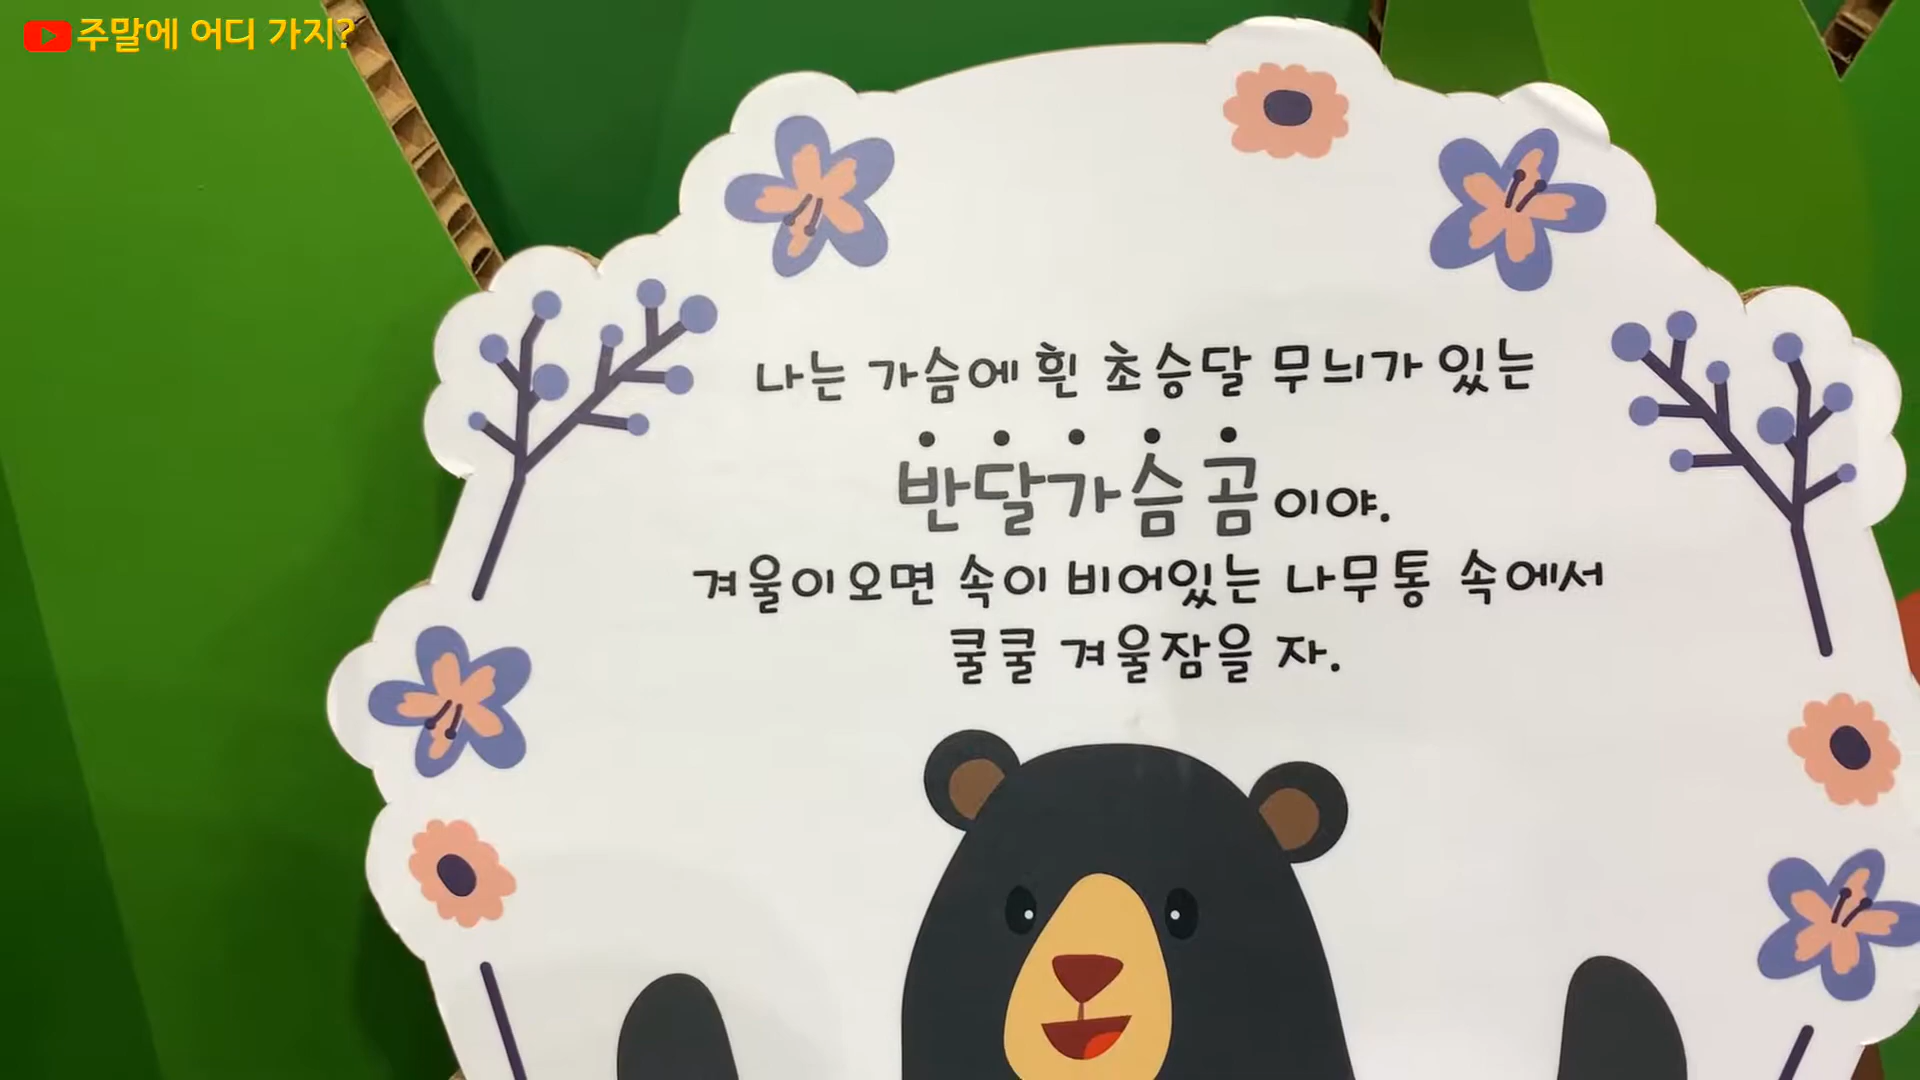 주말에 어디 가지?
나는 가슴에 흰 초승달 무늬가 있는
반달가슴곰이야.
겨울이오면 속이 비어있는 나무통 속에서
쿨쿨 겨울잠을 자.